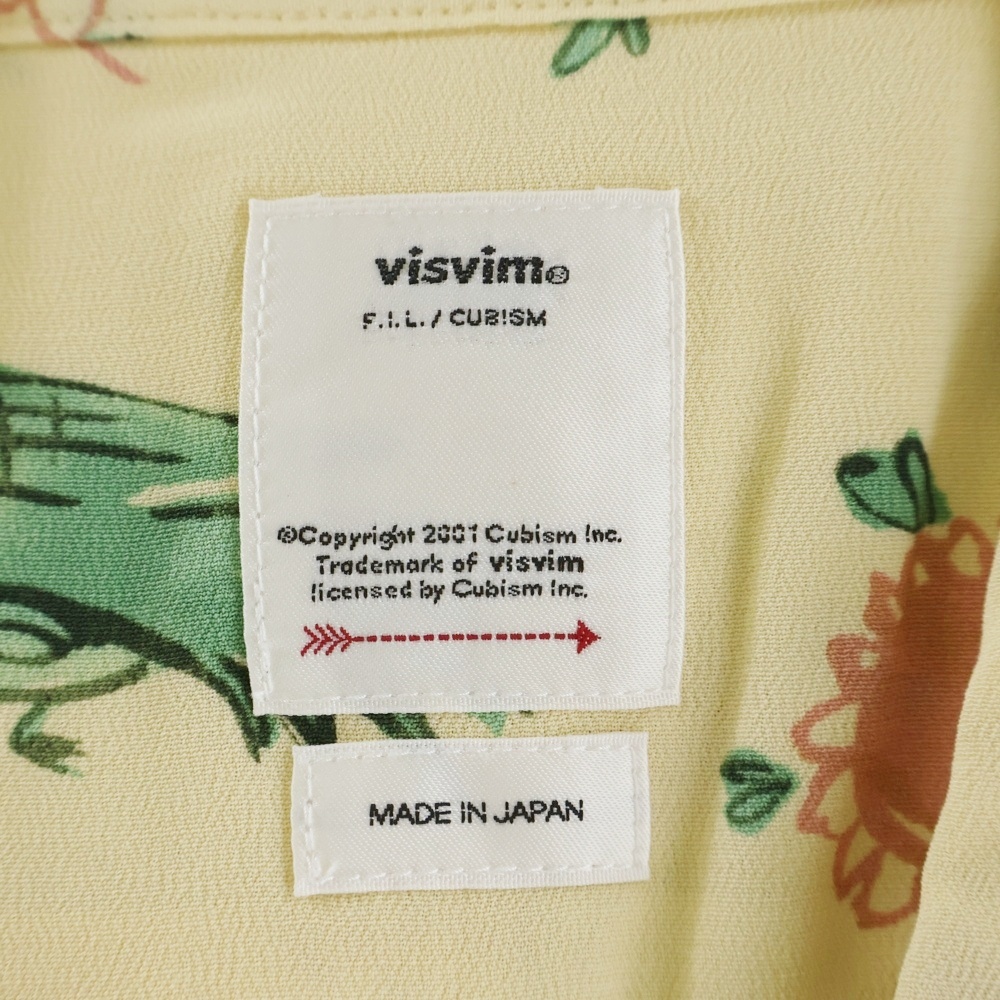 visvim®
F.I.L. / CUBISM
©Copyright 2001 Cubism Inc.
Trademark of visvim
licensed by Cubism Inc.
MADE IN JAPAN